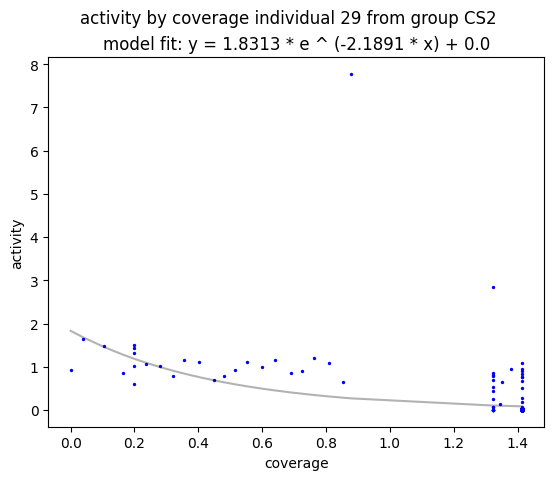 activity by coverage individual 29 from group CS2
model fit: y = 1.8313 * e ^ (-2.1891 * x) + 0.0
8
7
6
5
4
3
2
1
0
activity
0.0 0.2 0.4 0.6 0.8 1.0 1.2 1.4
coverage